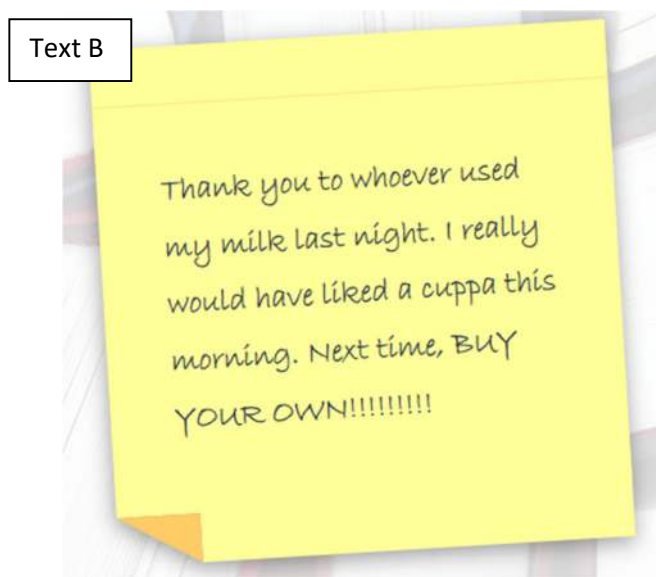 Text B
Thank you to whoever used
my milk last night. I really
would have liked a cuppa this
morning. Next time, BUY
YOUR OWN!!!!!!!!!